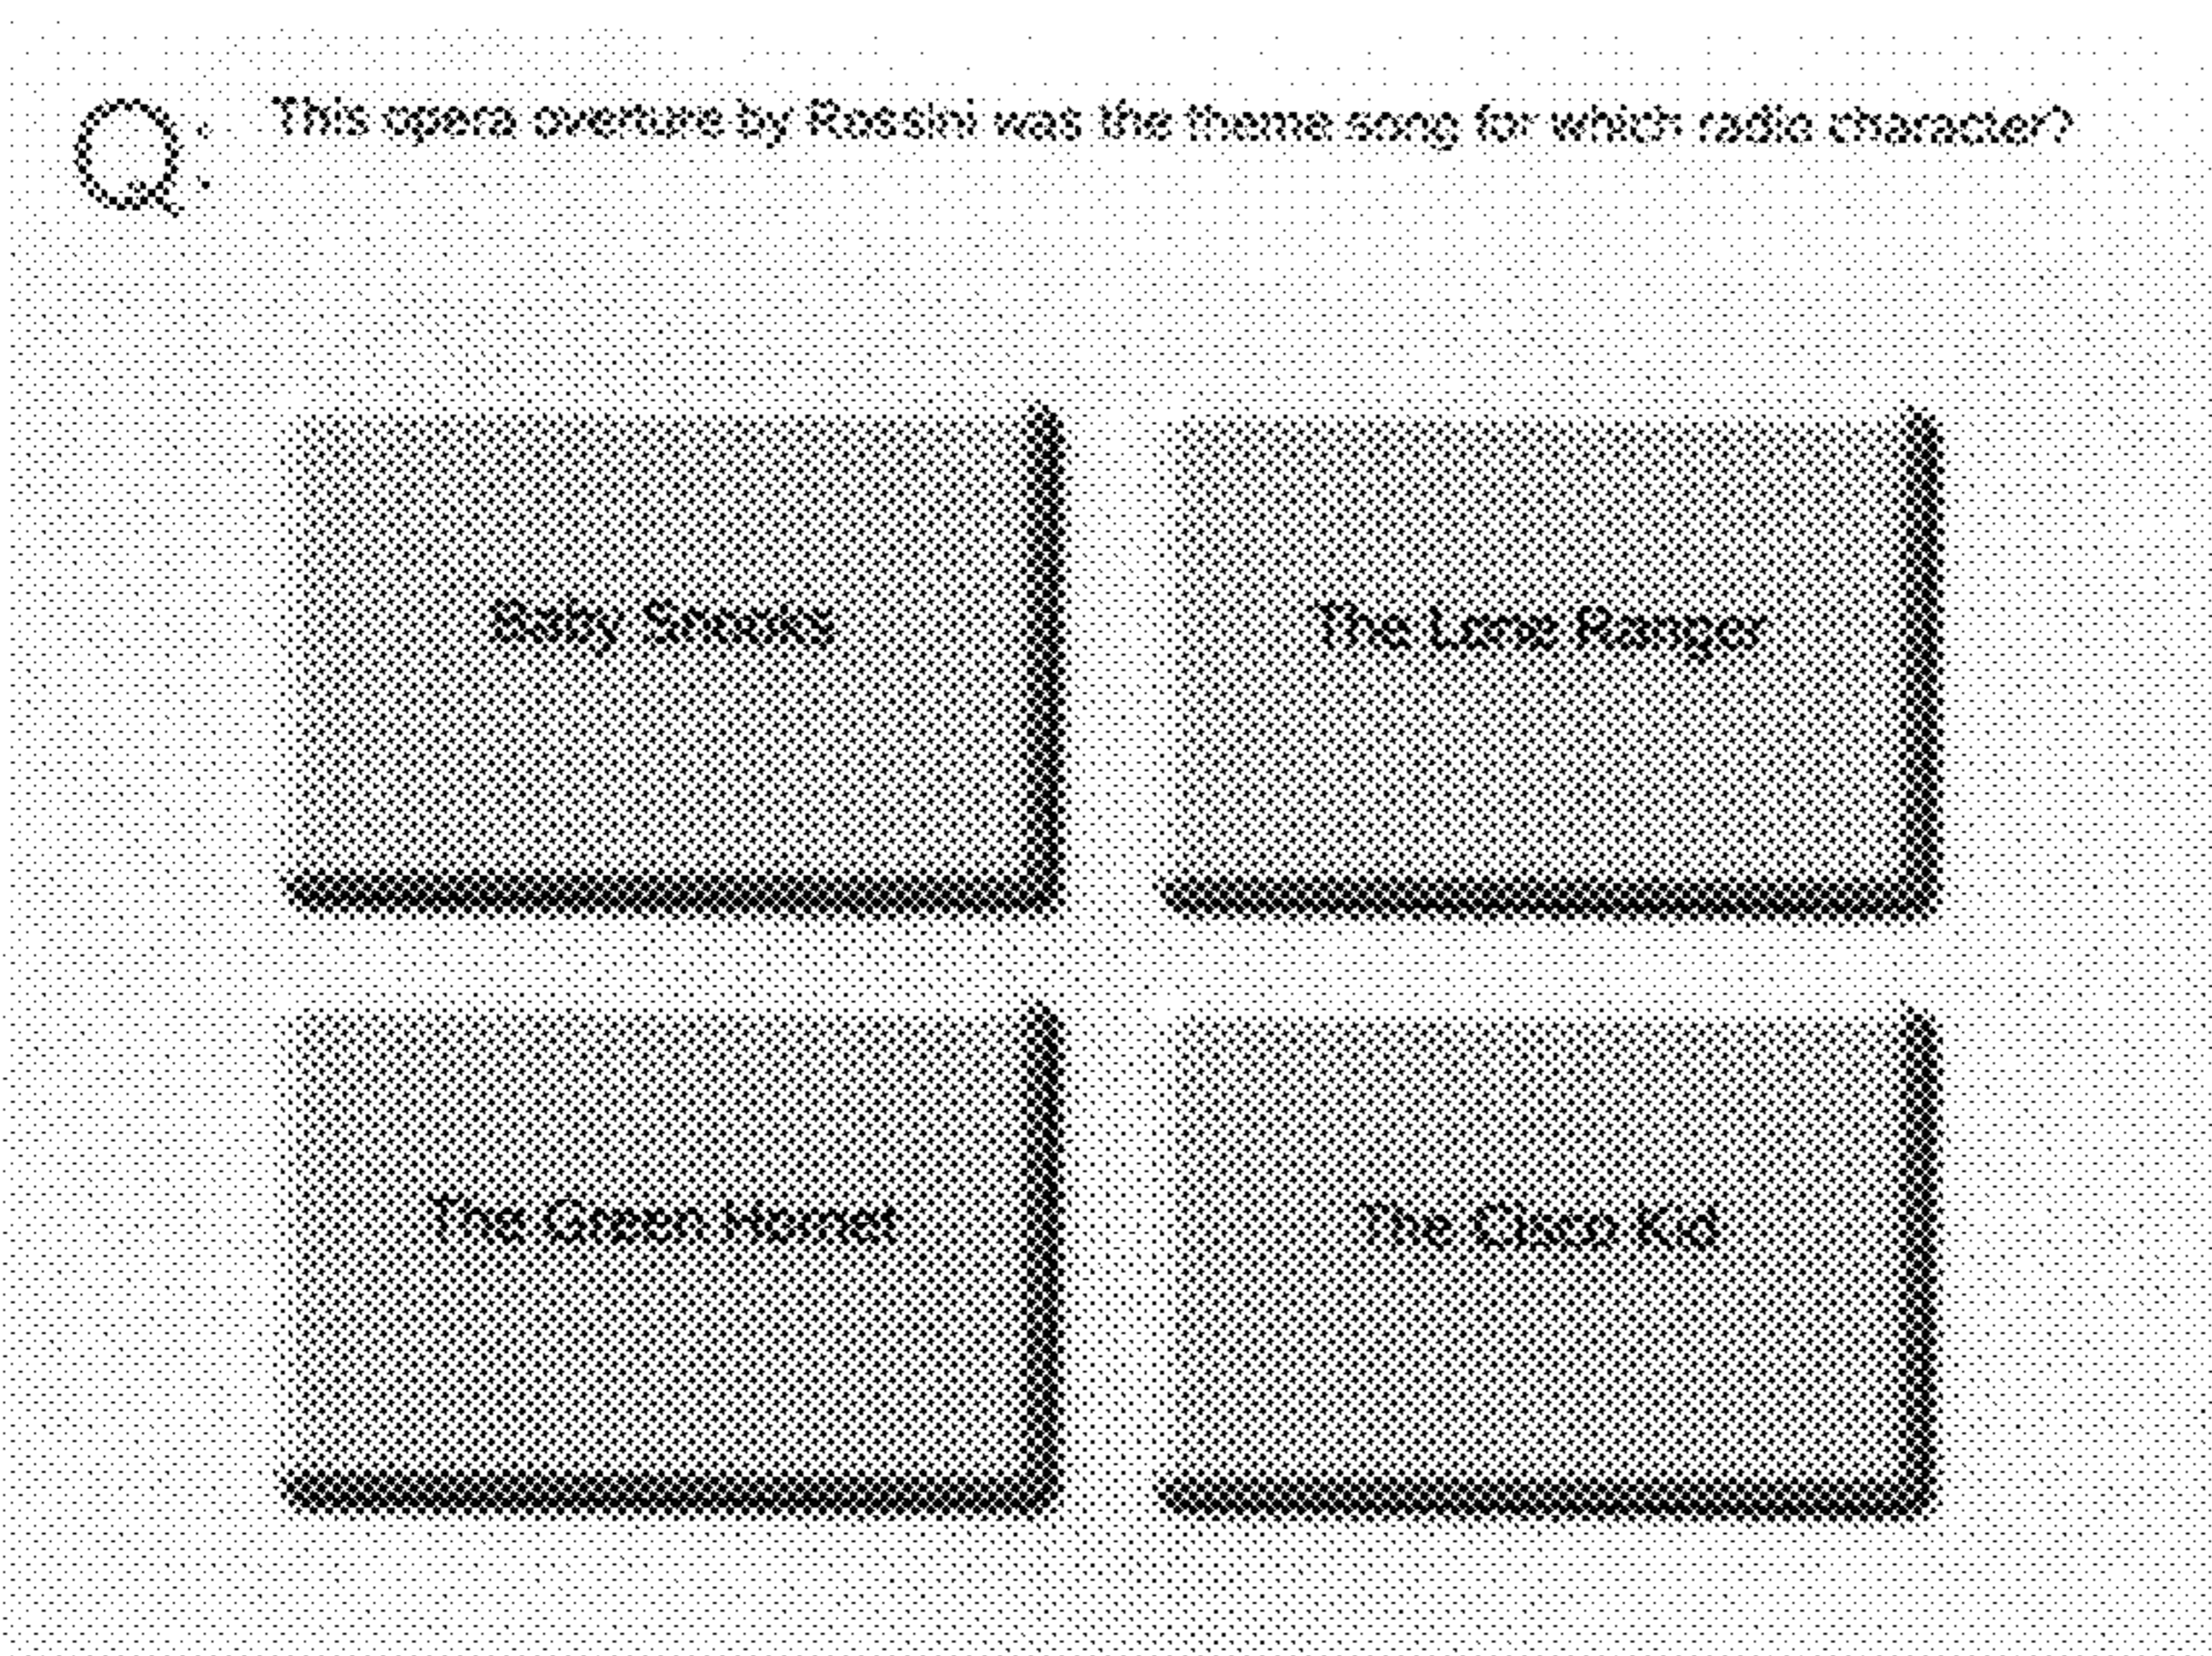 Q: This opera overture by Rossini was the theme song for which radio character?
Baby Snooks
The Lone Ranger
The Green Hornet
The Cisco Kid